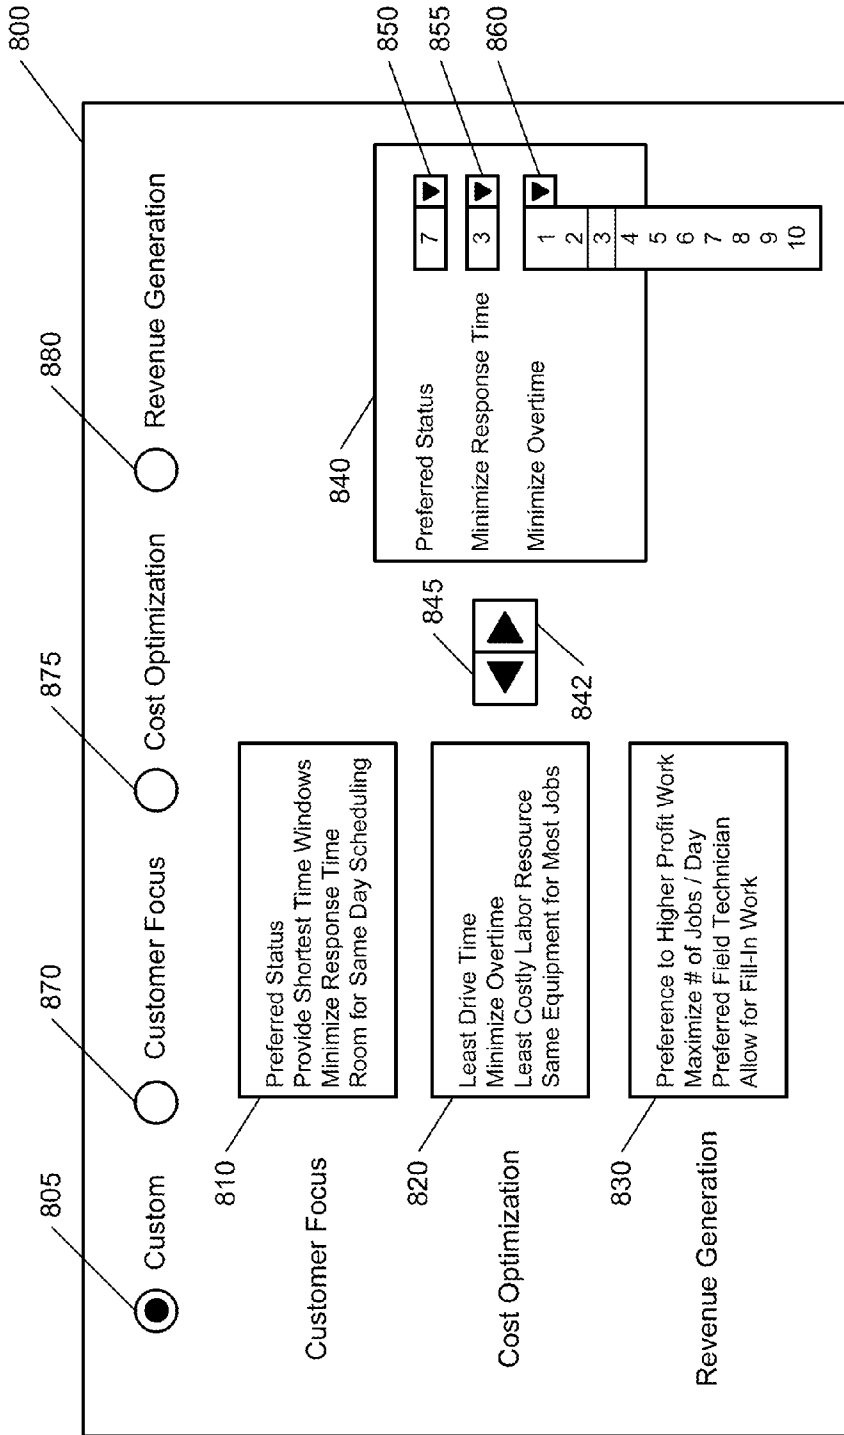 800
805
870
875
880
Custom
Customer Focus
Cost Optimization
Revenue Generation
810
Customer Focus
Preferred Status
Provide Shortest Time Windows
Minimize Response Time
Room for Same Day Scheduling
820
Cost Optimization
Least Drive Time
Minimize Overtime
Least Costly Labor Resource
Same Equipment for Most Jobs
830
Revenue Generation
Preference to Higher Profit Work
Maximize # of Jobs / Day
Preferred Field Technician
Allow for Fill-In Work
845
842
840
Preferred Status
7
850
Minimize Response Time
3
855
Minimize Overtime
860
1
2
3
4
5
6
7
8
9
10